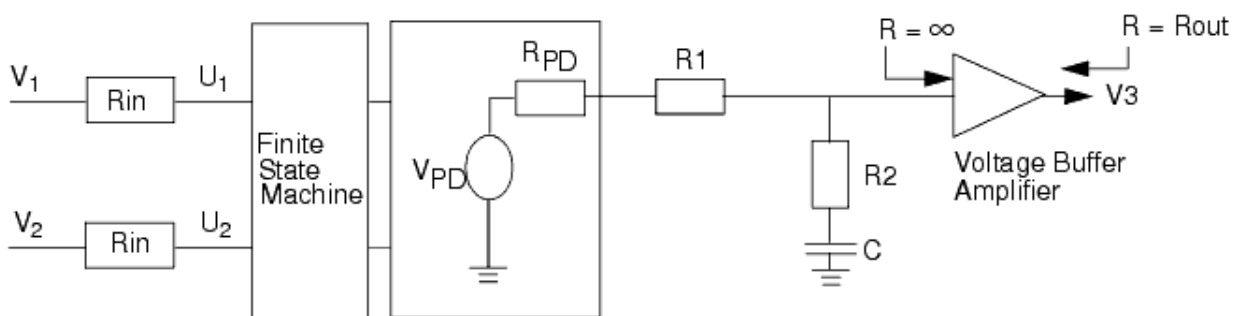 R = ∞
R = Rout
V1
Rin
U1
RPD
R1
V3
Finite
State
Machine
VPD
R2
Voltage Buffer
Amplifier
V2
Rin
U2
C